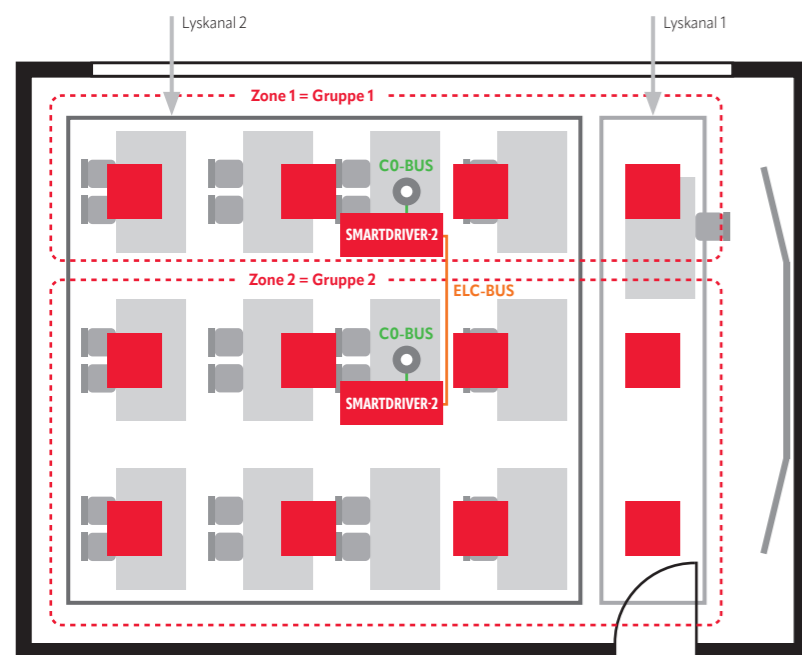 Lyskanal 2
Lyskanal 1
Zone 1 = Gruppe 1
C0-BUS
SMARTDRIVER-2
Zone 2 = Gruppe 2
ELC-BUS
C0-BUS
SMARTDRIVER-2